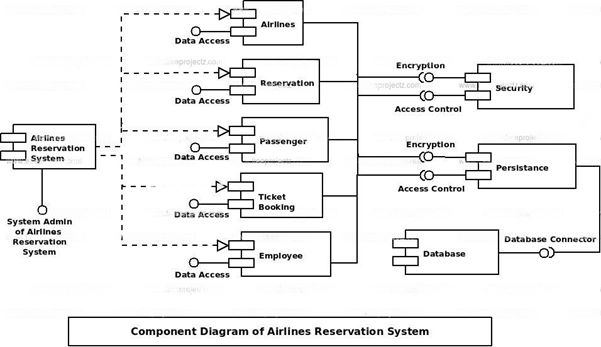 Airlines
Data Access
Encryption
Reservation
Security
Data Access
Access Control
Airlines
Reservation
System
Passenger
Encryption
Data Access
Persistance
Access Control
Ticket
Booking
Data Access
System Admin
of Airlines
Reservation
System
Employee
Database
Database Connector
Data Access
Component Diagram of Airlines Reservation System